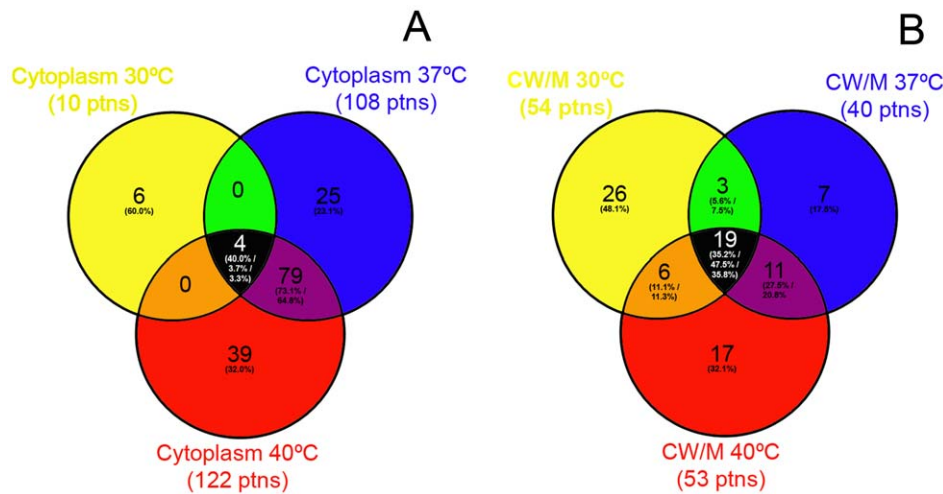 A
Cytoplasm 30ºC
(10 ptns)
Cytoplasm 37ºC
(108 ptns)
6
(60.0%)
0
25
(23.1%)
4
(40.0% /
3.7% /
3.3%)
0
79
(73.1% /
64.8%)
39
(32.0%)
Cytoplasm 40ºC
(122 ptns)
B
CW/M 30ºC
(54 ptns)
CW/M 37ºC
(40 ptns)
26
(48.1%)
3
(5.6% /
7.5%)
7
(17.5%)
19
(35.2% /
47.5% /
35.8%)
6
(11.1% /
11.3%)
11
(27.5% /
20.8%
17
(32.1%)
CW/M 40ºC
(53 ptns)